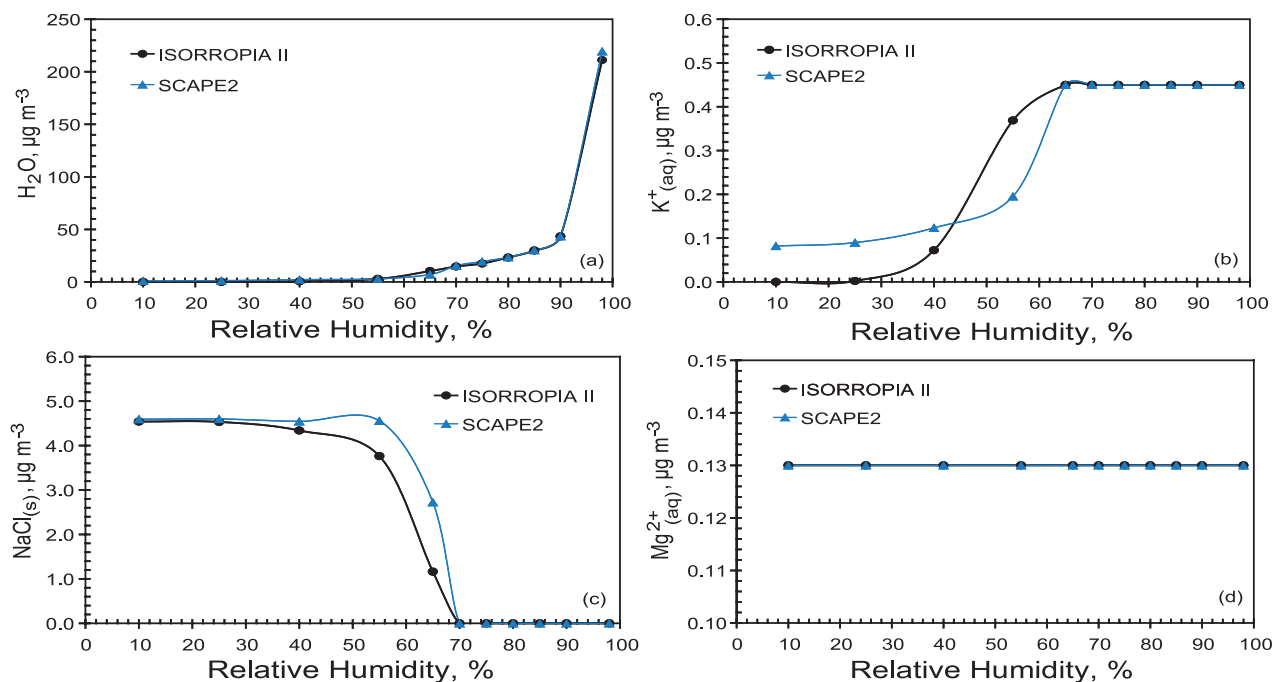 250
200
150
100
50
0
H₂O, µg m⁻³
ISORROPIA II
SCAPE2
(a)
0 10 20 30 40 50 60 70 80 90 100
Relative Humidity, %
0.6
0.5
0.4
0.3
0.2
0.1
0.0
K⁺(aq), µg m⁻³
ISORROPIA II
SCAPE2
(b)
0 10 20 30 40 50 60 70 80 90 100
Relative Humidity, %
6.0
5.0
4.0
3.0
2.0
1.0
0.0
NaCl(s), µg m⁻³
ISORROPIA II
SCAPE2
(c)
0 10 20 30 40 50 60 70 80 90 100
Relative Humidity, %
0.15
0.14
0.13
0.12
0.11
0.10
Mg²⁺(aq), µg m⁻³
ISORROPIA II
SCAPE2
(d)
0 10 20 30 40 50 60 70 80 90 100
Relative Humidity, %